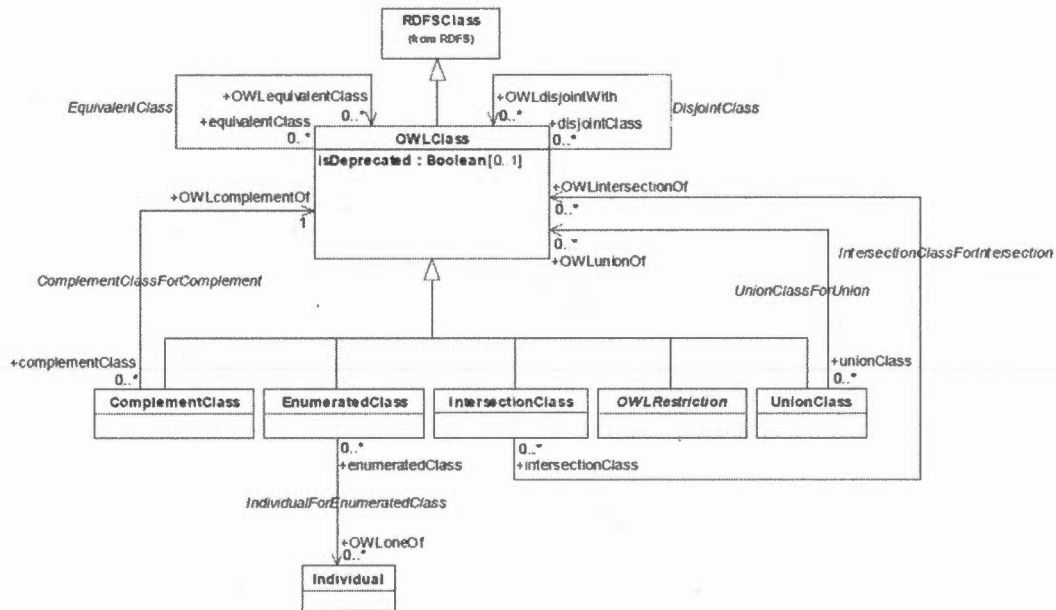 RDFSClass
(from RDFS)
EquivalentClass
+OWLequivalentClass
0..*
+equivalentClass
0..*
+OWLdisjointWith
0..*
+disjointClass
0..*
DisjointClass
OWLClass
isDeprecated : Boolean[0..1]
+OWLcomplementOf
1
+OWLintersectionOf
0..*
0..*
+OWLunionOf
IntersectionClassForIntersection
ComplementClassForComplement
UnionClassForUnion
+complementClass
0..*
+unionClass
0..*
ComplementClass
EnumeratedClass
IntersectionClass
OWLRestriction
UnionClass
0..*
+enumeratedClass
0..*
+intersectionClass
IndividualForEnumeratedClass
+OWLoneOf
0..*
Individual